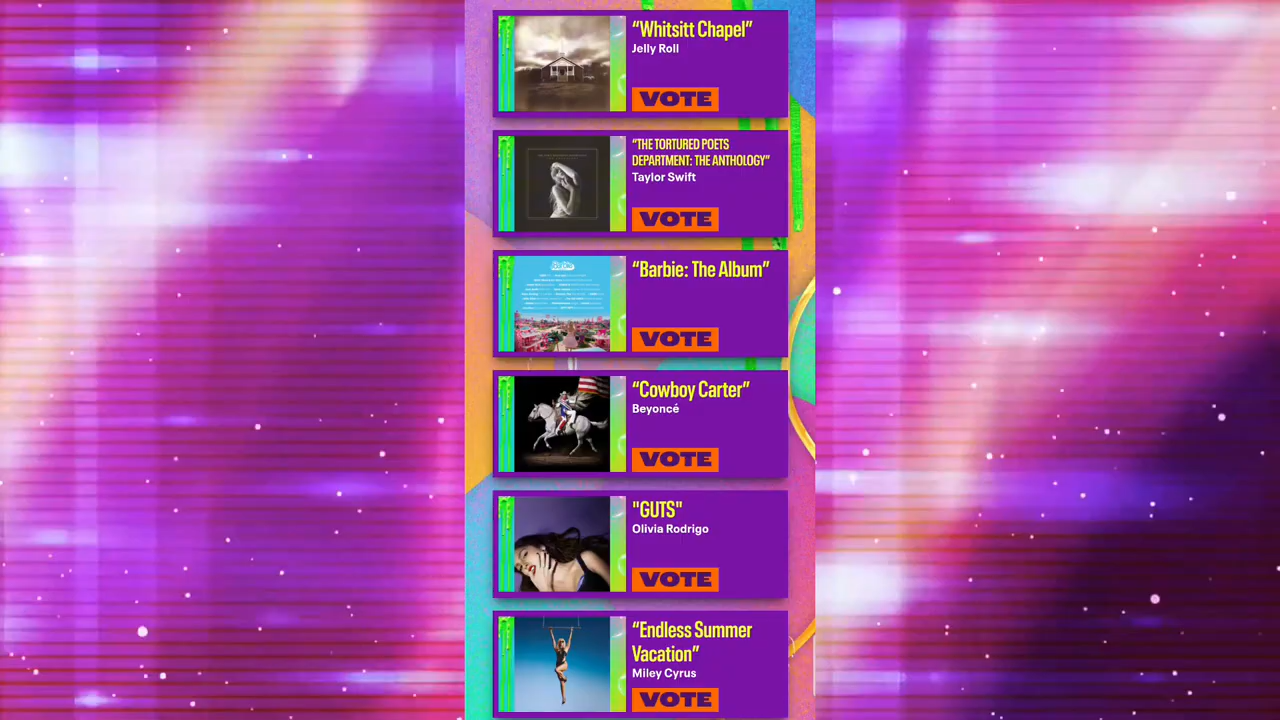 “Whitsitt Chapel”
Jelly Roll
VOTE
“THE TORTURED POETS
DEPARTMENT: THE ANTHOLOGY”
Taylor Swift
VOTE
“Barbie: The Album”
VOTE
“Cowboy Carter”
Beyoncé
VOTE
"GUTS"
Olivia Rodrigo
VOTE
“Endless Summer
Vacation”
Miley Cyrus
VOTE